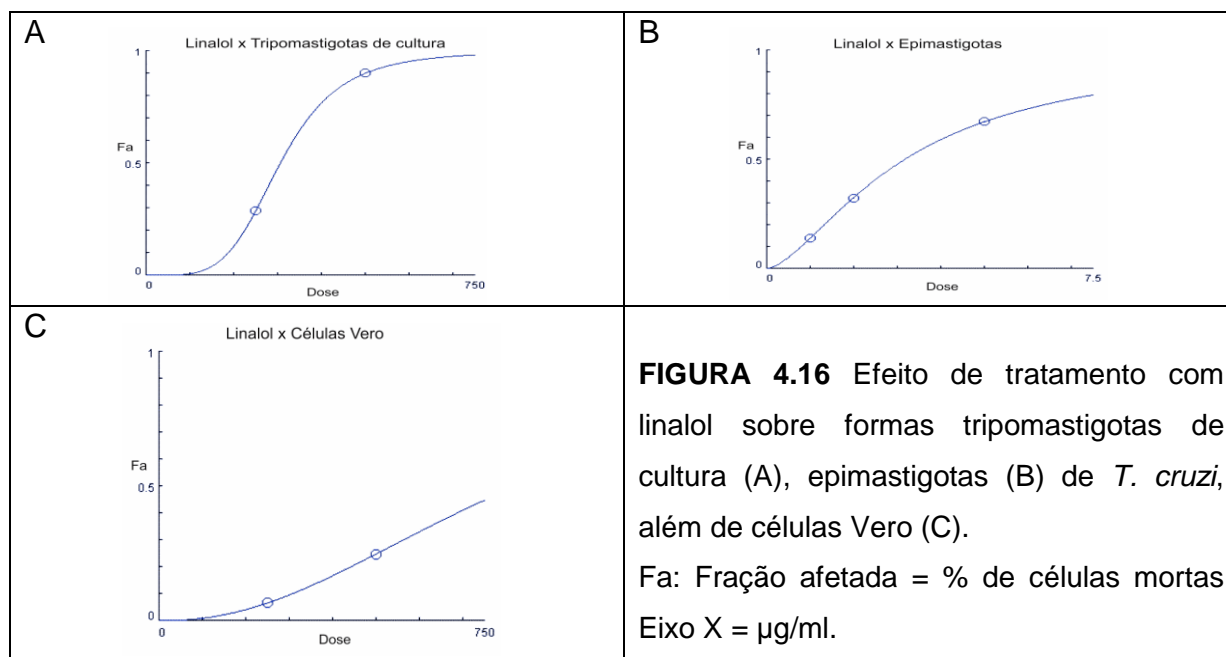 A
Linalol x Tripomastigotas de cultura
1
Fa
0.5
0
0
Dose
750
B
Linalol x Epimastigotas
1
Fa
0.5
0
0
Dose
7.5
C
Linalol x Células Vero
1
Fa
0.5
0
0
Dose
750
FIGURA 4.16 Efeito de tratamento com
linalol sobre formas tripomastigotas de
cultura (A), epimastigotas (B) de T. cruzi,
além de células Vero (C).
Fa: Fração afetada = % de células mortas
Eixo X = µg/ml.